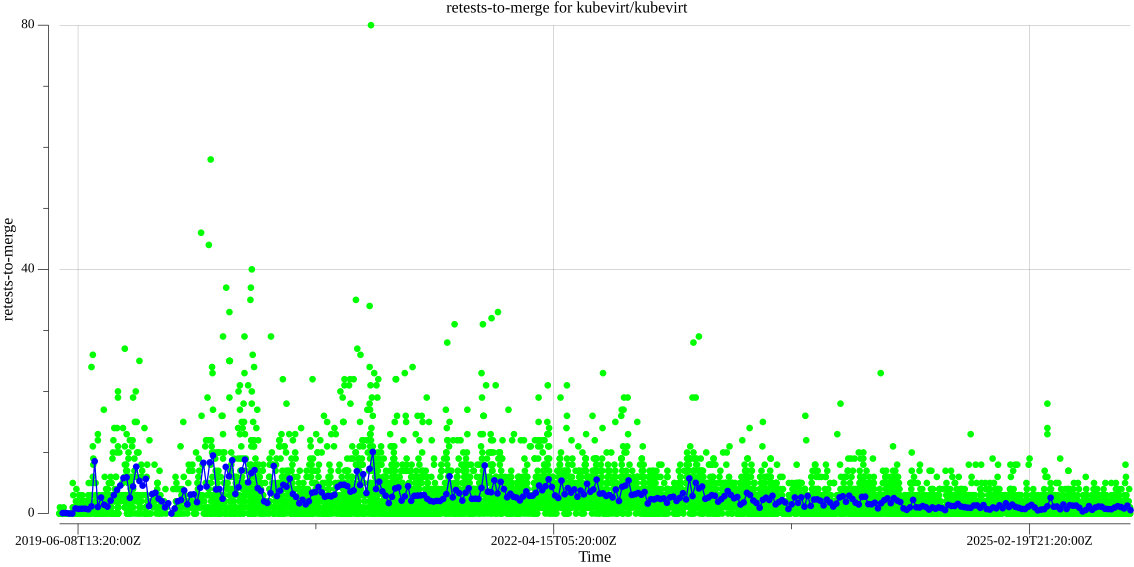 retests-to-merge for kubevirt/kubevirt
80
40
0
retests-to-merge
2019-06-08T13:20:00Z
2022-04-15T05:20:00Z
2025-02-19T21:20:00Z
Time